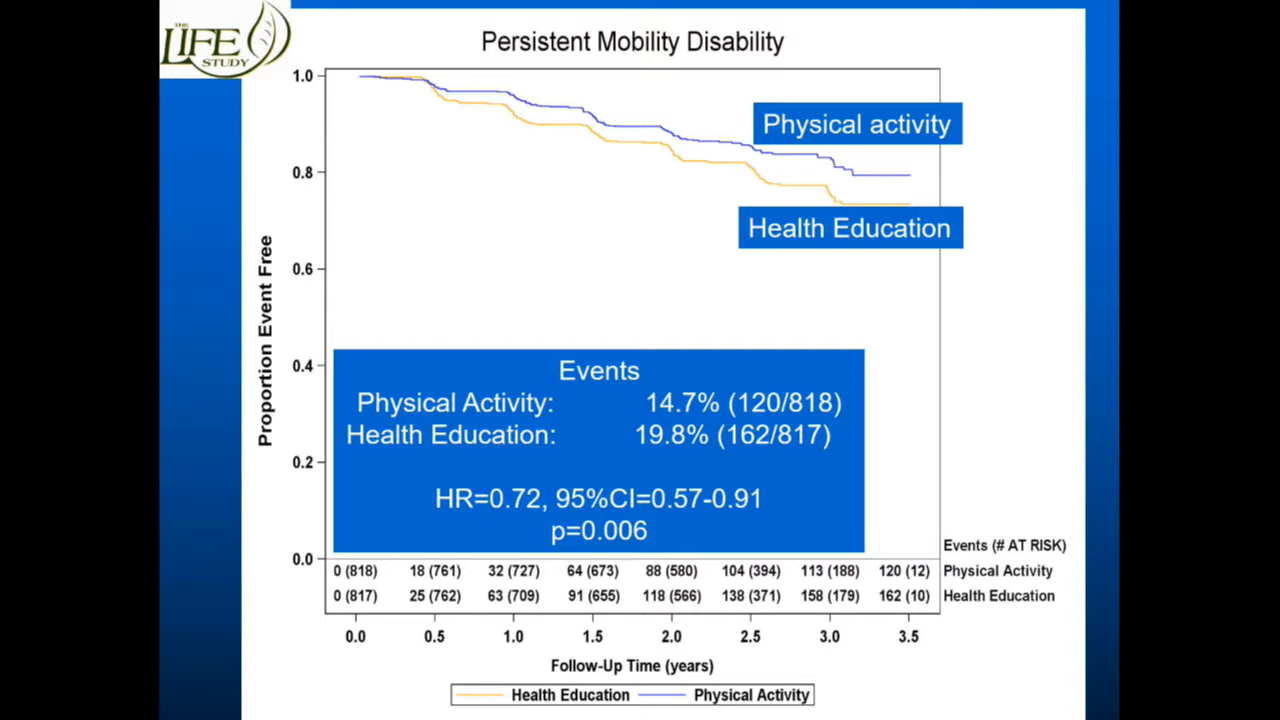 THE
LIFE
STUDY
Persistent Mobility Disability
Proportion Event Free
1.0
0.8
0.6
0.4
0.2
0.0
Physical activity
Health Education
Events
Physical Activity: 14.7% (120/818)
Health Education: 19.8% (162/817)
HR=0.72, 95%CI=0.57-0.91
p=0.006
Events (# AT RISK)
0 (818) 18 (761) 32 (727) 64 (673) 88 (580) 104 (394) 113 (188) 120 (12) Physical Activity
0 (817) 25 (762) 63 (709) 91 (655) 118 (566) 138 (371) 158 (179) 162 (10) Health Education
0.0 0.5 1.0 1.5 2.0 2.5 3.0 3.5
Follow-Up Time (years)
Health Education Physical Activity